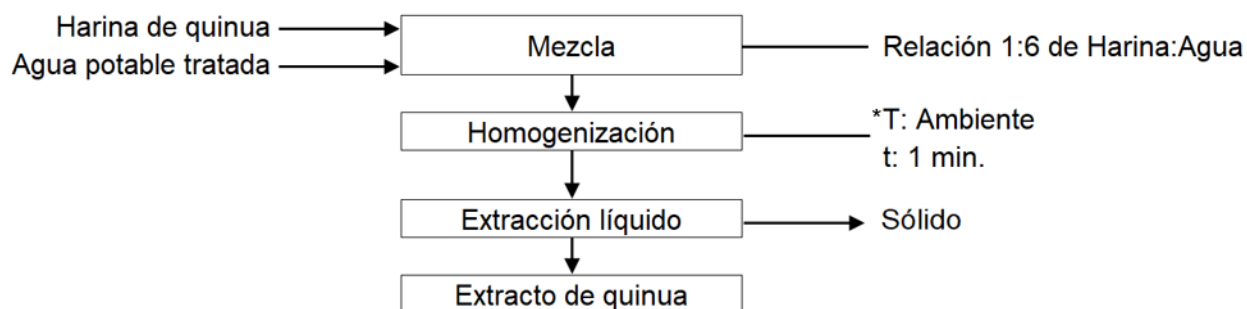 Harina de quinua
Agua potable tratada
Mezcla
Relación 1:6 de Harina:Agua
Homogenización
*T: Ambiente
t: 1 min.
Extracción líquido
Sólido
Extracto de quinua